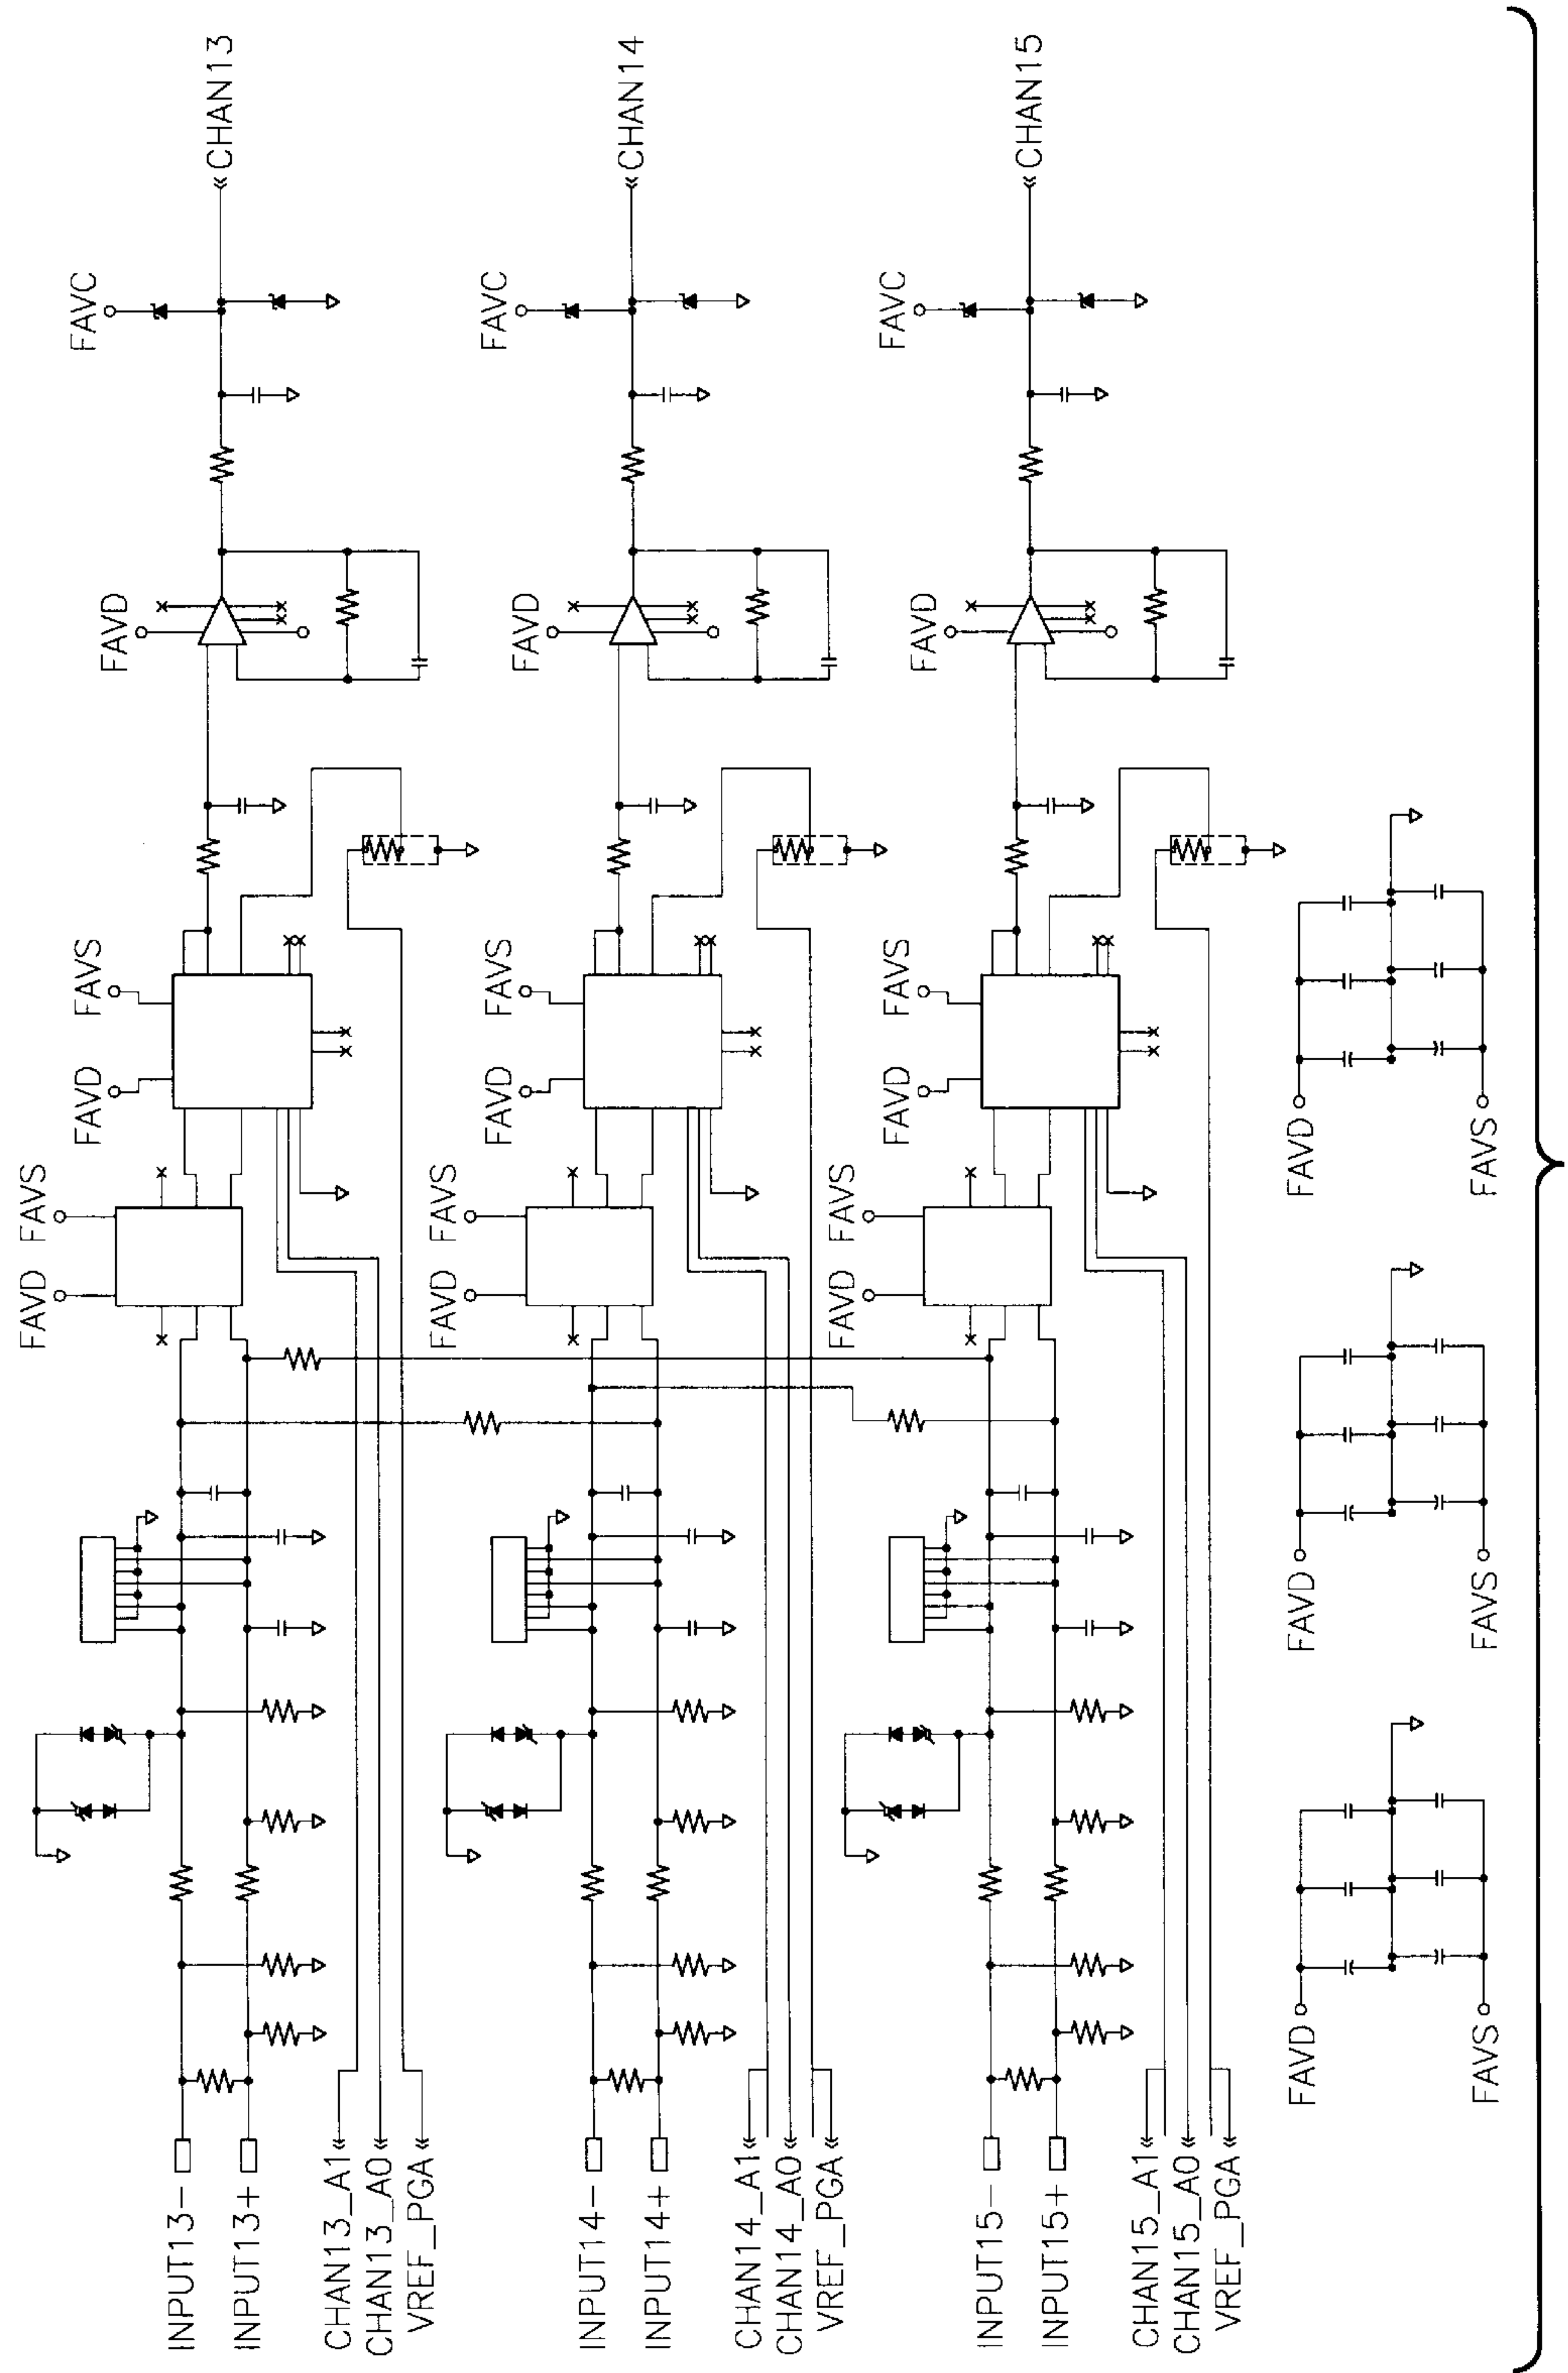 FAVD FAVS
FAVD FAVS
FAVD
FAVC
INPUT13-
INPUT13+
CHAN13
CHAN13_A1
CHAN13_A0
VREF_PGA
FAVD FAVS
FAVD FAVS
FAVD
FAVC
INPUT14-
INPUT14+
CHAN14
CHAN14_A1
CHAN14_A0
VREF_PGA
FAVD FAVS
FAVD FAVS
FAVD
FAVC
INPUT15-
INPUT15+
CHAN15
CHAN15_A1
CHAN15_A0
VREF_PGA
FAVD
FAVD
FAVD
FAVS
FAVS
FAVS